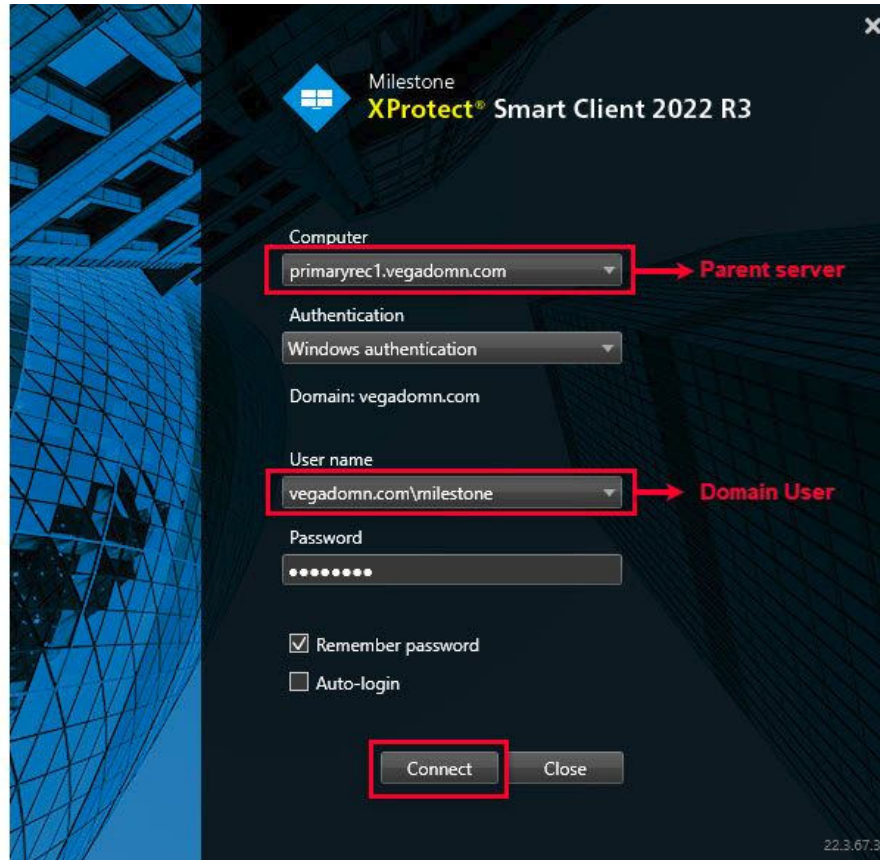 Milestone
XProtect® Smart Client 2022 R3
Computer
primaryrec1.vegadomn.com
Parent server
Authentication
Windows authentication
Domain: vegadomn.com
User name
vegadomn.com\milestone
Domain User
Password
●●●●●●●●
Remember password
Auto-login
Connect
Close
22.3.67.3